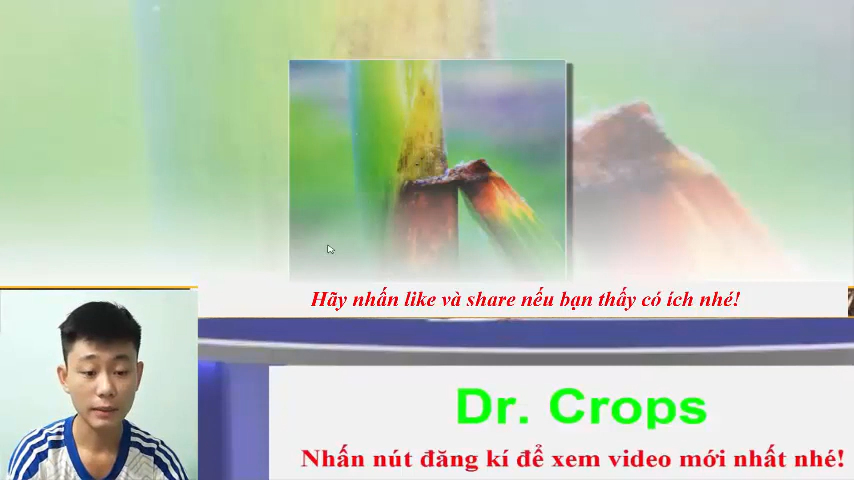 Hãy nhấn like và share nếu bạn thấy có ích nhé!
Dr. Crops
Nhấn nút đăng kí để xem video mới nhất nhé!